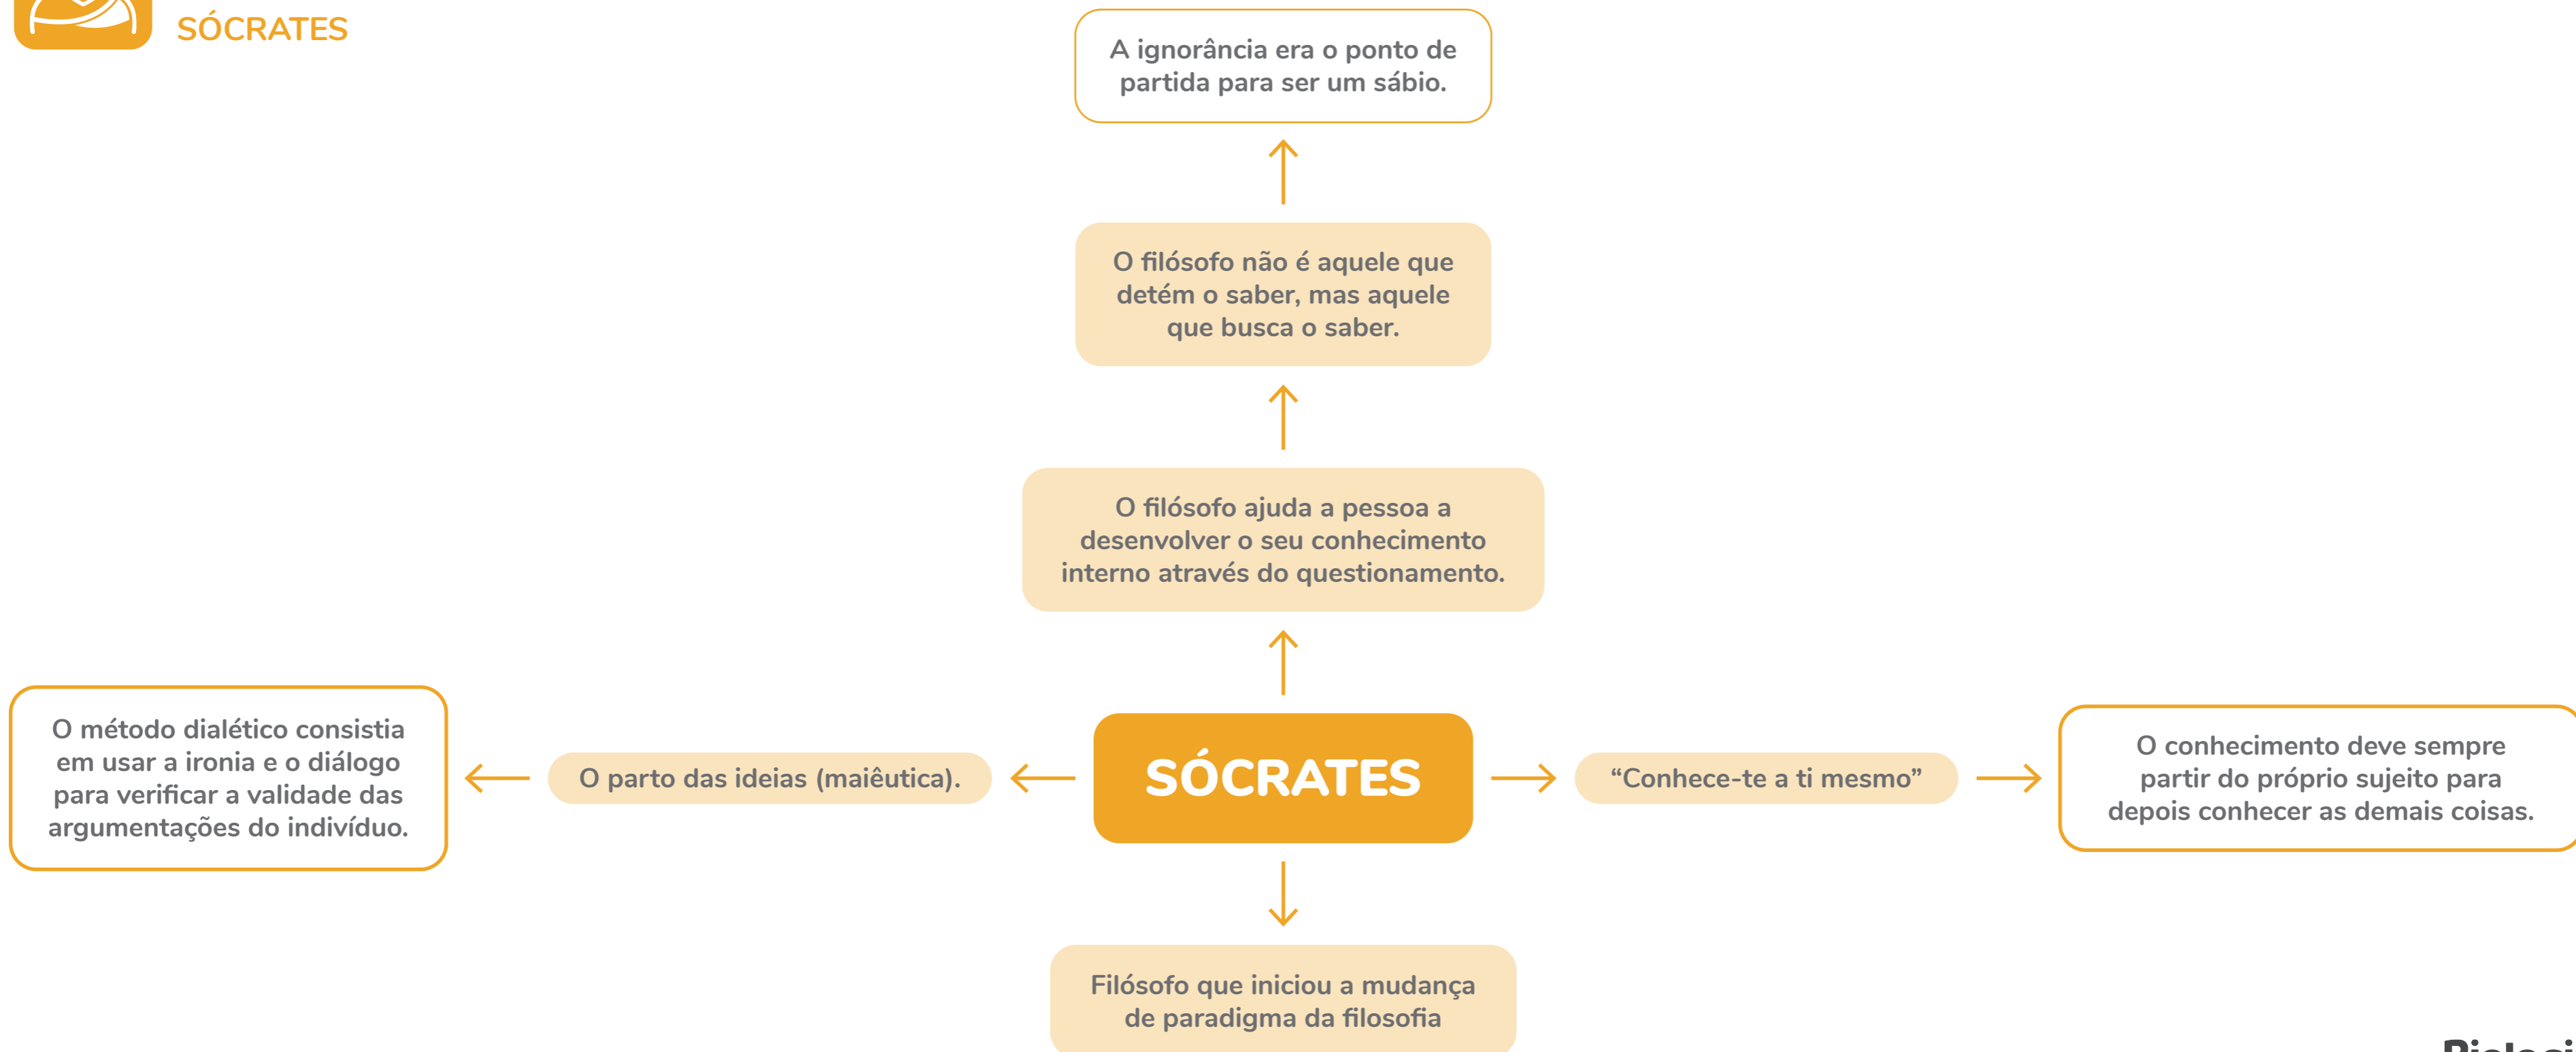 SÓCRATES
A ignorância era o ponto de
partida para ser um sábio.
O filósofo não é aquele que
detém o saber, mas aquele
que busca o saber.
O filósofo ajuda a pessoa a
desenvolver o seu conhecimento
interno através do questionamento.
O método dialético consistia
em usar a ironia e o diálogo
para verificar a validade das
argumentações do indivíduo.
O parto das ideias (maiêutica).
SÓCRATES
“Conhece-te a ti mesmo”
O conhecimento deve sempre
partir do próprio sujeito para
depois conhecer as demais coisas.
Filósofo que iniciou a mudança
de paradigma da filosofia